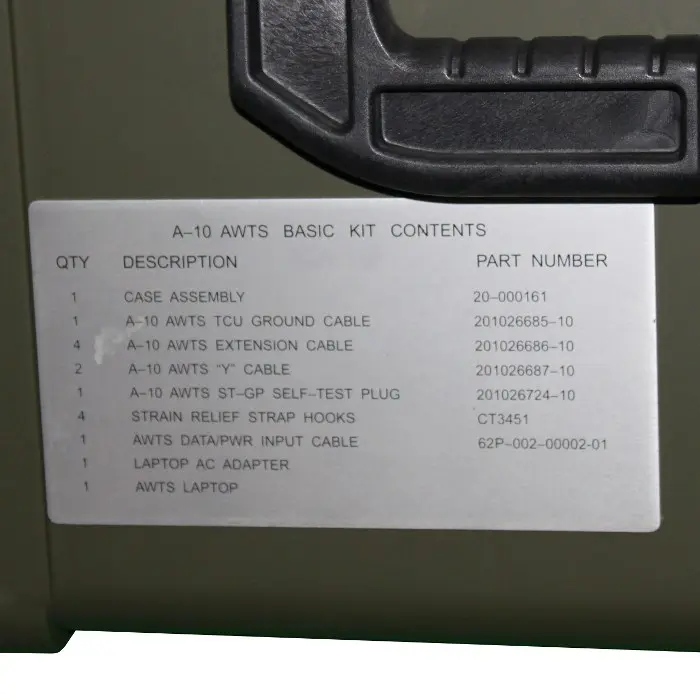 A-10 AWTS BASIC KIT CONTENTS
QTY DESCRIPTION PART NUMBER
1 CASE ASSEMBLY 20-000161
1 A-10 AWTS TCU GROUND CABLE 201026685-10
4 A-10 AWTS EXTENSION CABLE 201026686-10
2 A-10 AWTS "Y" CABLE 201026687-10
1 A-10 AWTS ST-GP SELF-TEST PLUG 201026724-10
4 STRAIN RELIEF STRAP HOOKS CT3451
1 AWTS DATA/PWR INPUT CABLE 62P-002-00002-01
1 LAPTOP AC ADAPTER
1 AWTS LAPTOP